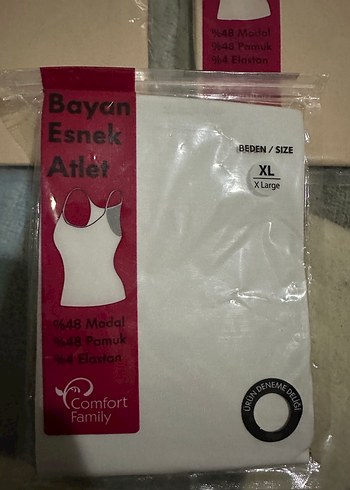 %48 Modal
%48 Pamuk
%4 Elastan
Bayan
Esnek
Atlet
BEDEN / SIZE
XL
X Large
%48 Modal
%48 Pamuk
%4 Elastan
Comfort
Family
ÜRÜN DENEME DELİĞİ